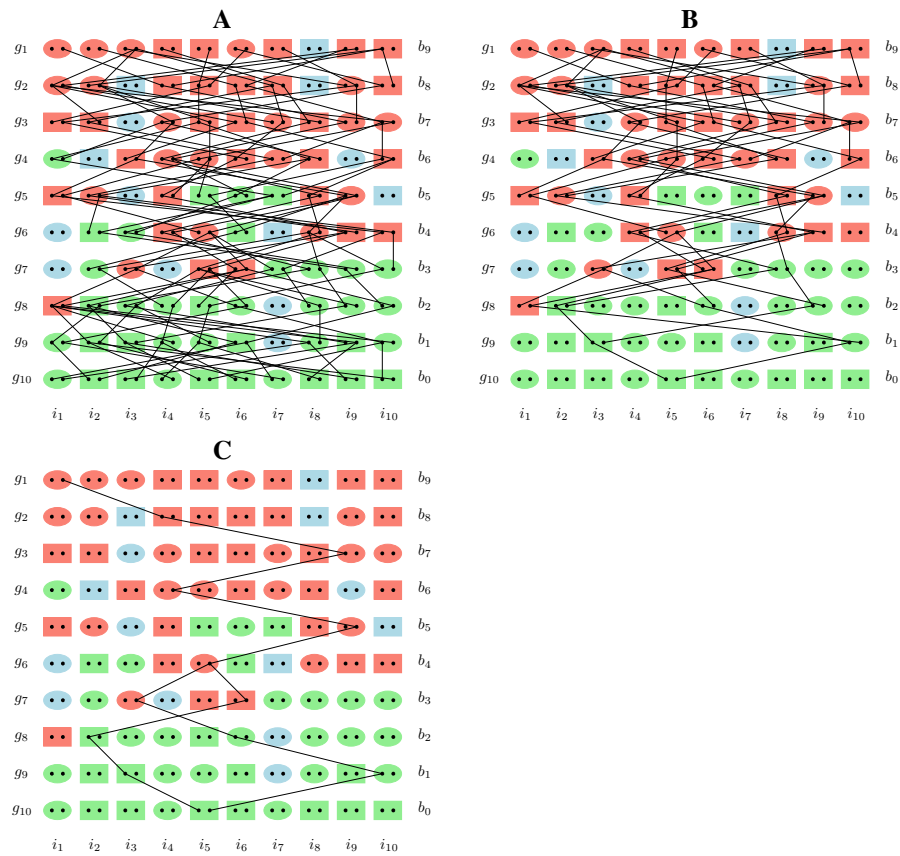 A
g1 b9
g2 b8
g3 b7
g4 b6
g5 b5
g6 b4
g7 b3
g8 b2
g9 b1
g10 b0
i1 i2 i3 i4 i5 i6 i7 i8 i9 i10
B
g1 b9
g2 b8
g3 b7
g4 b6
g5 b5
g6 b4
g7 b3
g8 b2
g9 b1
g10 b0
i1 i2 i3 i4 i5 i6 i7 i8 i9 i10
C
g1 b9
g2 b8
g3 b7
g4 b6
g5 b5
g6 b4
g7 b3
g8 b2
g9 b1
g10 b0
i1 i2 i3 i4 i5 i6 i7 i8 i9 i10